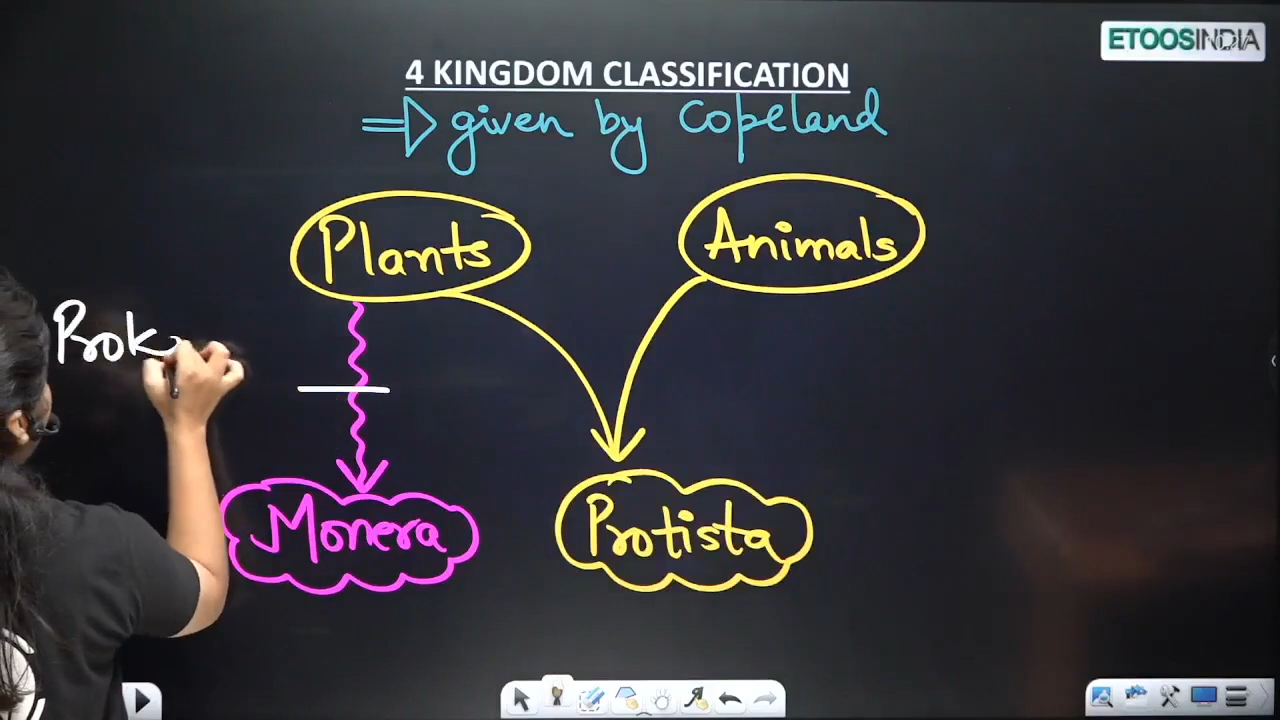 ETOOSINDIA
4 KINGDOM CLASSIFICATION
⇒ given by Copeland
Plants
Animals
Prok
Monera
Protista